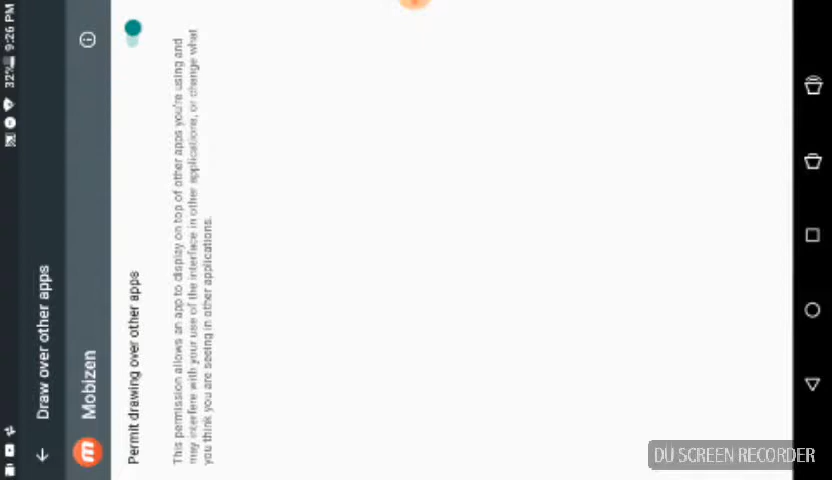 32% 9:26 PM
Draw over other apps
Mobizen
Permit drawing over other apps
This permission allows an app to display on top of other apps you're using and
may interfere with your use of the interface in other applications, or change what
you think you are seeing in other applications.
DU SCREEN RECORDER